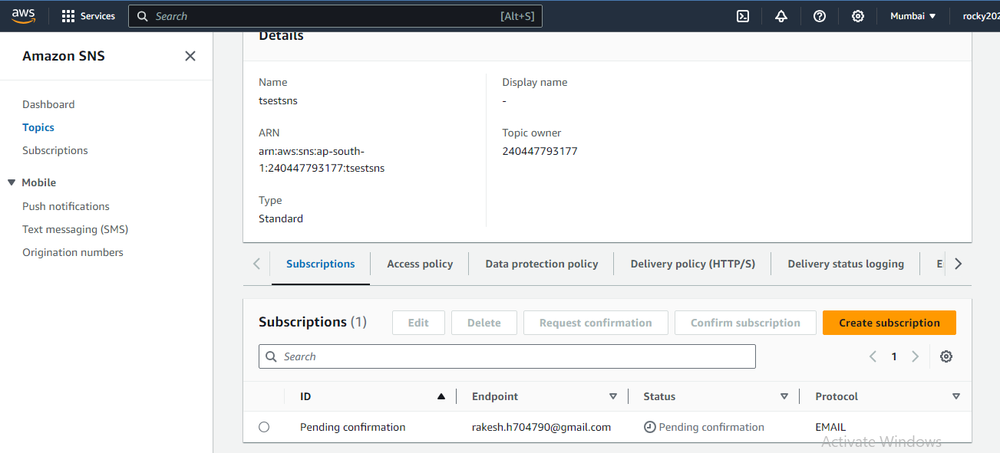 aws
Services
Search
[Alt+S]
Mumbai
rocky202
Amazon SNS
Dashboard
Topics
Subscriptions
Mobile
Push notifications
Text messaging (SMS)
Origination numbers
Details
Name
tsestsns
Display name
-
ARN
arn:aws:sns:ap-south-
1:240447793177:tsestsns
Topic owner
240447793177
Type
Standard
Subscriptions
Access policy
Data protection policy
Delivery policy (HTTP/S)
Delivery status logging
E
Subscriptions (1)
Edit
Delete
Request confirmation
Confirm subscription
Create subscription
Search
1
ID
Endpoint
Status
Protocol
Pending confirmation
rakesh.h704790@gmail.com
Pending confirmation
EMAIL
Activate Windows